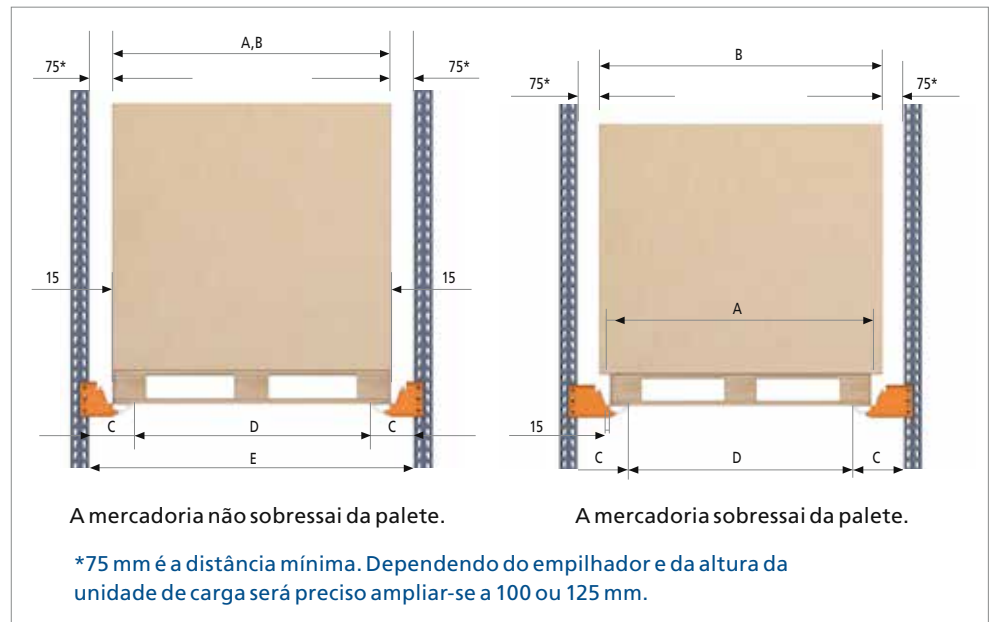 A,B
75*
75*
15
15
C
D
C
E
A mercadoria não sobressai da palete.
B
75*
75*
A
15
C
D
C
A mercadoria sobressai da palete.
*75 mm é a distância mínima. Dependendo do empilhador e da altura da
unidade de carga será preciso ampliar-se a 100 ou 125 mm.